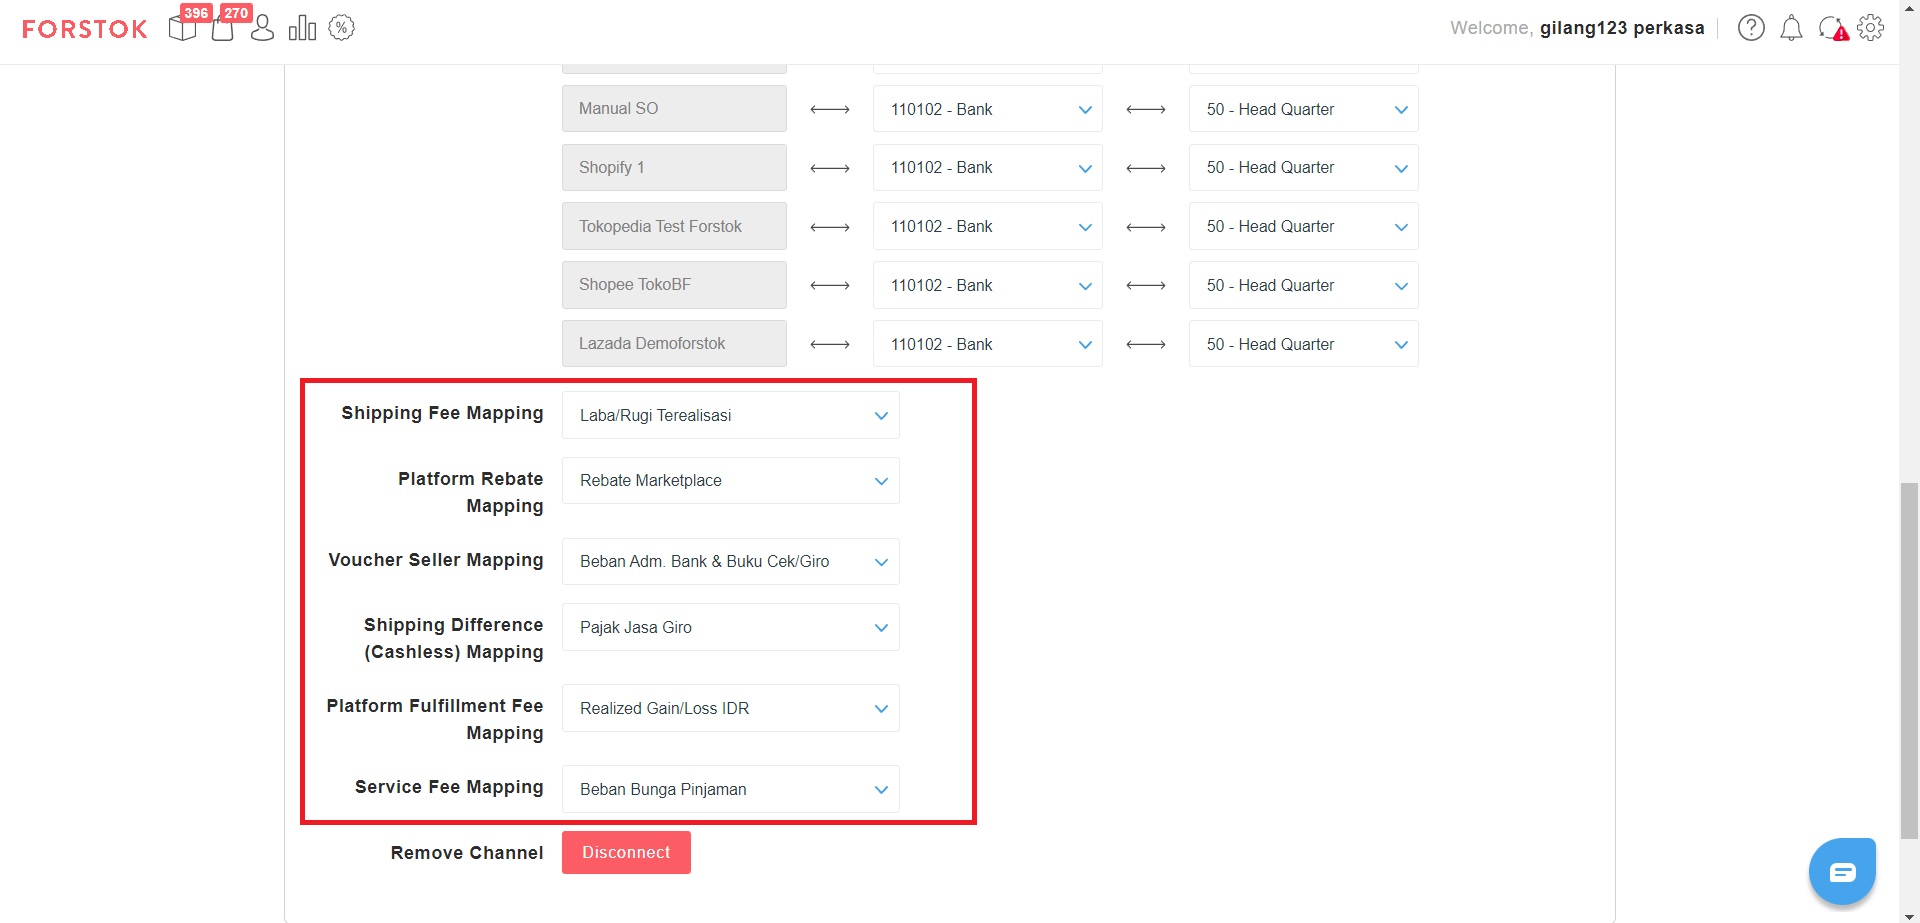 FORSTOK 396 270 % Welcome, gilang123 perkasa ?
Manual SO 110102 - Bank 50 - Head Quarter
Shopify 1 110102 - Bank 50 - Head Quarter
Tokopedia Test Forstok 110102 - Bank 50 - Head Quarter
Shopee TokoBF 110102 - Bank 50 - Head Quarter
Lazada Demoforstok 110102 - Bank 50 - Head Quarter
Shipping Fee Mapping Laba/Rugi Terealisasi
Platform Rebate Rebate Marketplace
Mapping
Voucher Seller Mapping Beban Adm. Bank & Buku Cek/Giro
Shipping Difference Pajak Jasa Giro
(Cashless) Mapping
Platform Fulfillment Fee Realized Gain/Loss IDR
Mapping
Service Fee Mapping Beban Bunga Pinjaman
Remove Channel Disconnect